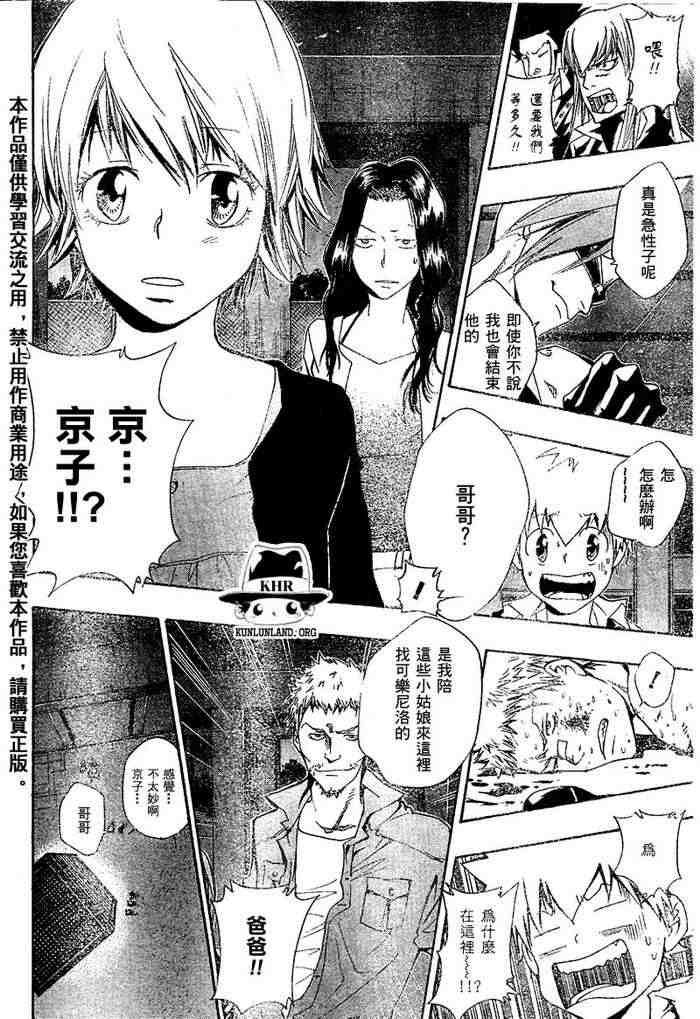 喂!!
還要我們
等多久!!
真是急性子呢
即使你不說
我也會結束
他的
怎
怎麼辦啊
~~~~
哥哥？
！
京…
京子!!?
！
是我陪
這些小姑娘來這裡
找可樂尼洛的
為
為什麼
在這裡
~~!!?
爸爸!!
感覺…
不太妙啊
京子…
哥哥
KHR
KUNLUNLAND.ORG
本作品僅供學習交流之用，禁止用作商業用途，如果您喜歡本作品，請購買正版。